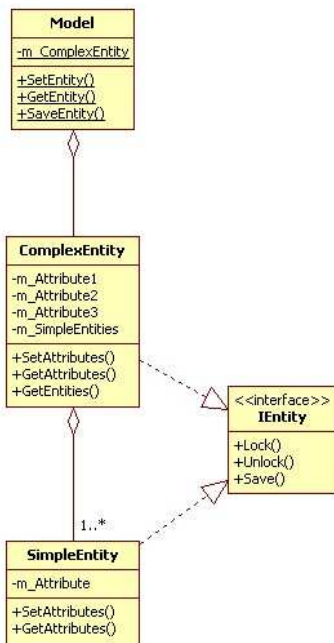 Model
-m_ComplexEntity
+SetEntity()
+GetEntity()
+SaveEntity()
ComplexEntity
-m_Attribute1
-m_Attribute2
-m_Attribute3
-m_SimpleEntities
+SetAttributes()
+GetAttributes()
+GetEntities()
<<interface>>
IEntity
+Lock()
+Unlock()
+Save()
1..*
SimpleEntity
-m_Attribute
+SetAttributes()
+GetAttributes()